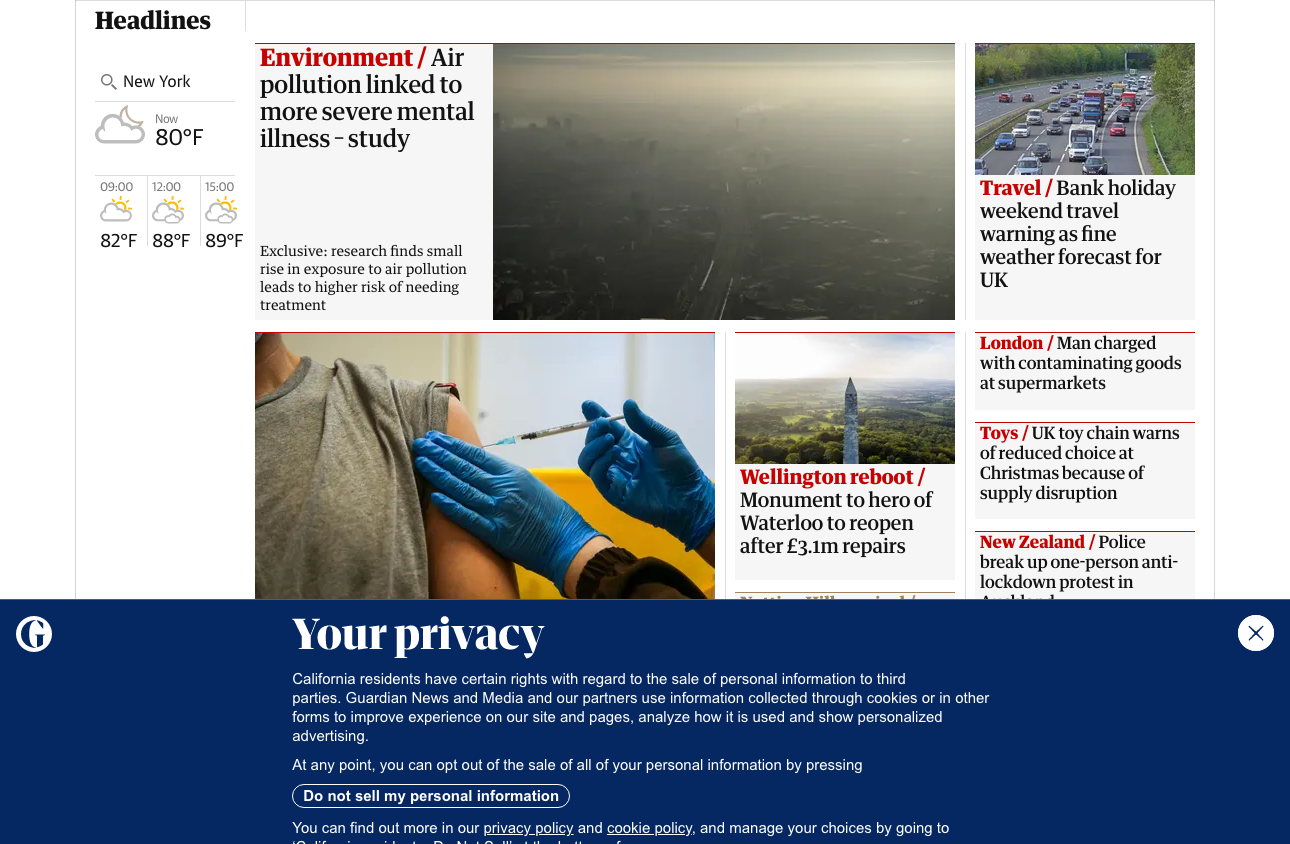 Headlines
New York
Now
80°F
09:00
12:00
15:00
82°F
88°F
89°F
Environment / Air
pollution linked to
more severe mental
illness – study
Exclusive: research finds small
rise in exposure to air pollution
leads to higher risk of needing
treatment
Travel / Bank holiday
weekend travel
warning as fine
weather forecast for
UK
Wellington reboot /
Monument to hero of
Waterloo to reopen
after £3.1m repairs
London / Man charged
with contaminating goods
at supermarkets
Toys / UK toy chain warns
of reduced choice at
Christmas because of
supply disruption
New Zealand / Police
break up one-person anti-
lockdown protest in
Your privacy
California residents have certain rights with regard to the sale of personal information to third
parties. Guardian News and Media and our partners use information collected through cookies or in other
forms to improve experience on our site and pages, analyze how it is used and show personalized
advertising.
At any point, you can opt out of the sale of all of your personal information by pressing
Do not sell my personal information
You can find out more in our privacy policy and cookie policy, and manage your choices by going to